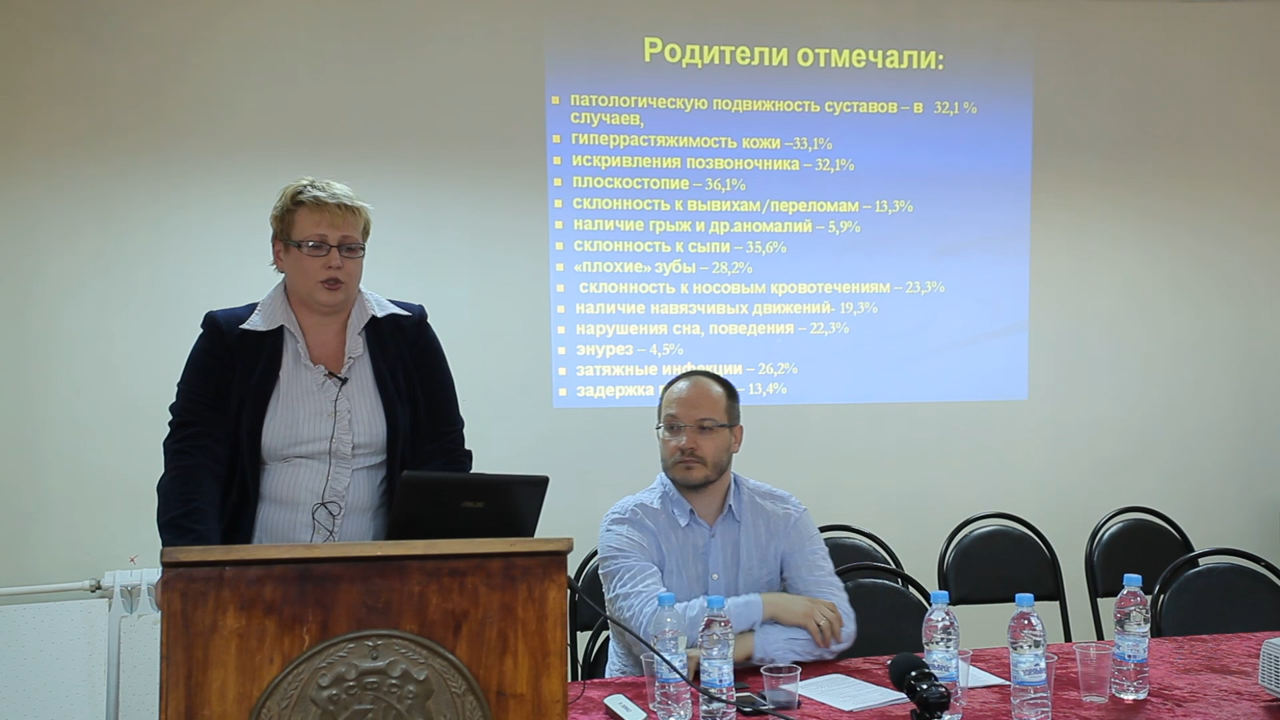 Родители отмечали:
патологическую подвижность суставов – в 32,1 %
случаев,
гиперрастяжимость кожи –33,1%
искривления позвоночника – 32,1%
плоскостопие – 36,1%
склонность к вывихам/переломам – 13,3%
наличие грыж и др.аномалий – 5,9%
склонность к сыпи – 35,6%
«плохие» зубы – 28,2%
склонность к носовым кровотечениям – 23,3%
наличие навязчивых движений- 19,3%
нарушения сна, поведения – 22,3%
энурез – 4,5%
затяжные инфекции – 26,2%
задержка – 13,4%